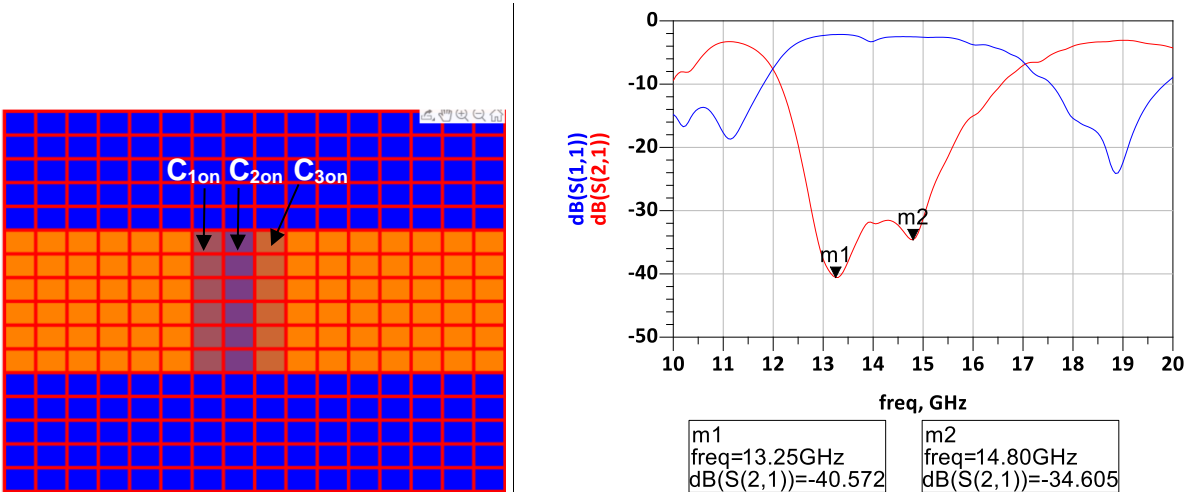 C1on C2on C3on
dB(S(1,1))
dB(S(2,1))
0
-10
-20
-30
-40
-50
m1
m2
10 11 12 13 14 15 16 17 18 19 20
freq, GHz
m1
freq=13.25GHz
dB(S(2,1))=-40.572
m2
freq=14.80GHz
dB(S(2,1))=-34.605